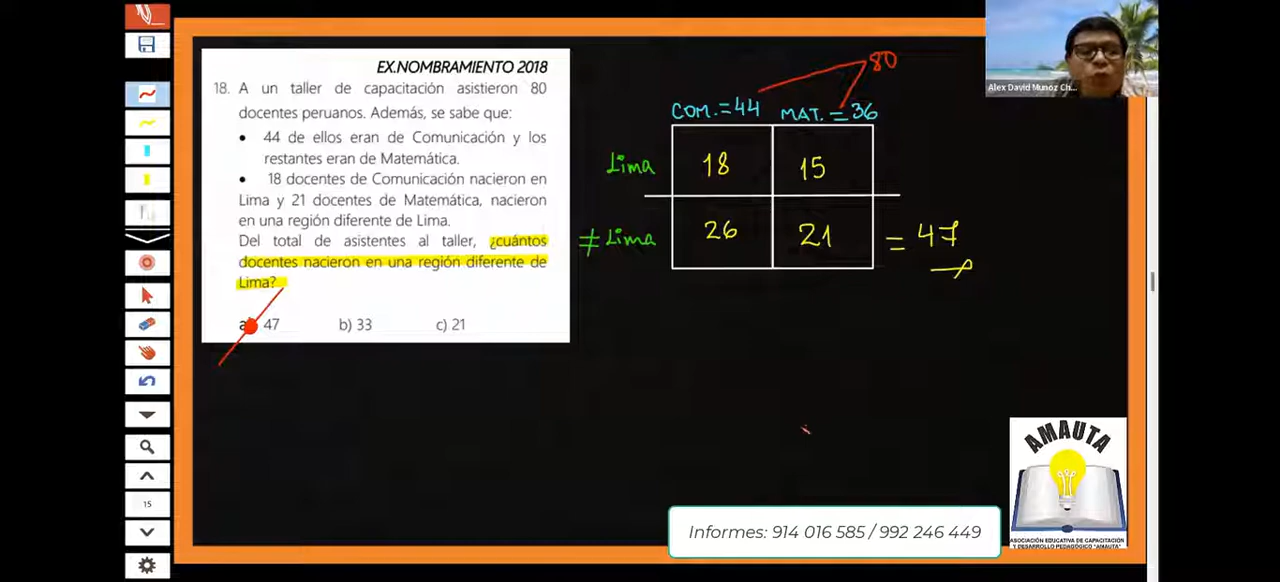 EX.NOMBRAMIENTO 2018
18. A un taller de capacitación asistieron 80
docentes peruanos. Además, se sabe que:
• 44 de ellos eran de Comunicación y los
restantes eran de Matemática.
• 18 docentes de Comunicación nacieron en
Lima y 21 docentes de Matemática, nacieron
en una región diferente de Lima.
Del total de asistentes al taller, ¿cuántos
docentes nacieron en una región diferente de
Lima?
a) 47 b) 33 c) 21
80
COM. = 44 MAT. = 36
Lima 18 15
≠ Lima 26 21 = 47
Alex David Munoz Ch...
15
AMAUTA
ASOCIACIÓN EDUCATIVA DE CAPACITACIÓN
Y DESARROLLO PEDAGÓGICO "AMAUTA"
Informes: 914 016 585 / 992 246 449